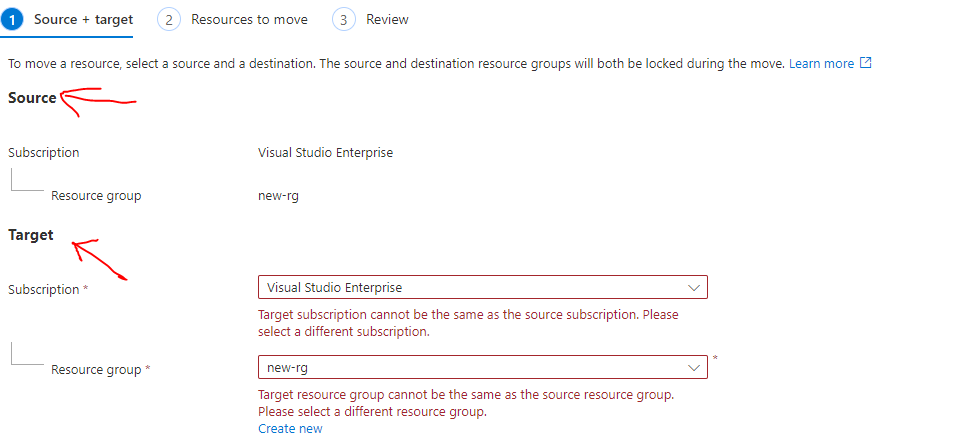 1 Source + target 2 Resources to move 3 Review
To move a resource, select a source and a destination. The source and destination resource groups will both be locked during the move. Learn more
Source
Subscription Visual Studio Enterprise
Resource group new-rg
Target
Subscription * Visual Studio Enterprise
Target subscription cannot be the same as the source subscription. Please
select a different subscription.
Resource group * new-rg *
Target resource group cannot be the same as the source resource group.
Please select a different resource group.
Create new